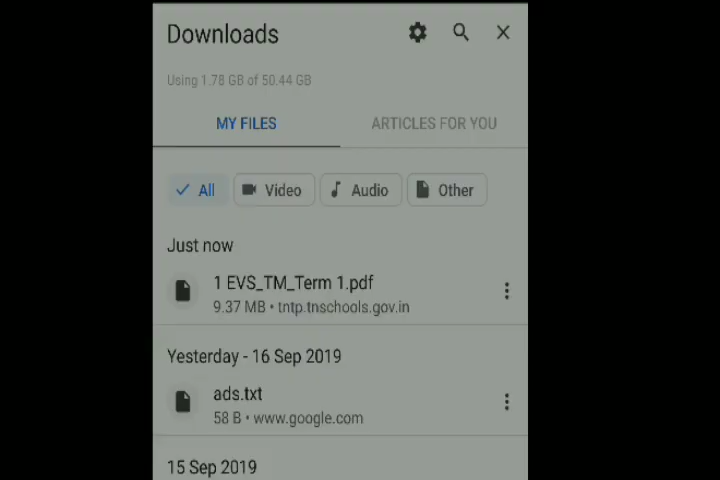 Downloads
Using 1.78 GB of 50.44 GB
MY FILES
ARTICLES FOR YOU
All
Video
Audio
Other
Just now
1 EVS_TM_Term 1.pdf
9.37 MB • tntp.tnschools.gov.in
Yesterday - 16 Sep 2019
ads.txt
58 B • www.google.com
15 Sep 2019